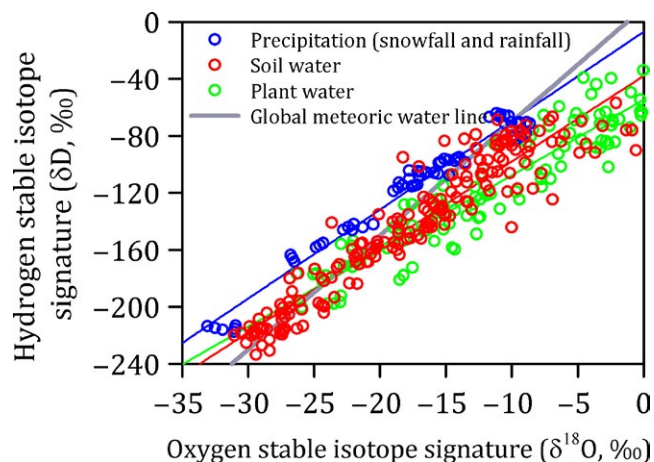 Hydrogen stable isotope
signature (δD, ‰)
0
−40
−80
−120
−160
−200
−240
Precipitation (snowfall and rainfall)
Soil water
Plant water
Global meteoric water line
−35
−30
−25
−20
−15
−10
−5
0
Oxygen stable isotope signature (δ¹⁸O, ‰)